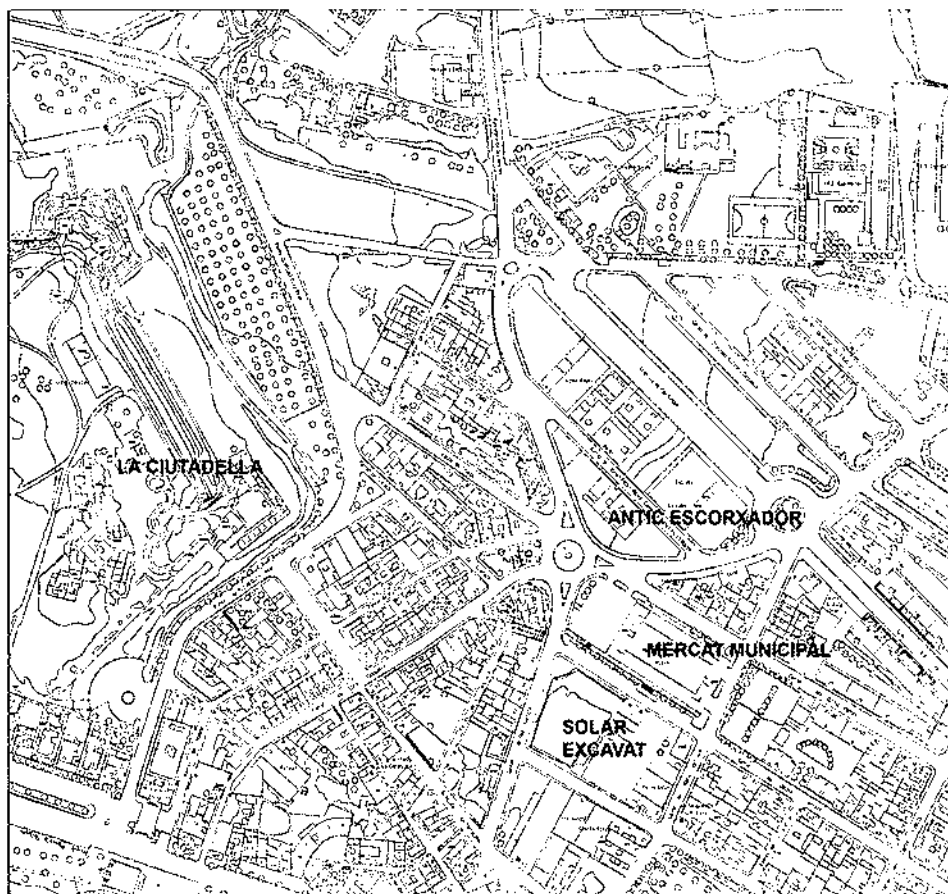 LA CIUTADELLA
ANTIC ESCORXADOR
MERCAT MUNICIPAL
SOLAR
EXCAVAT